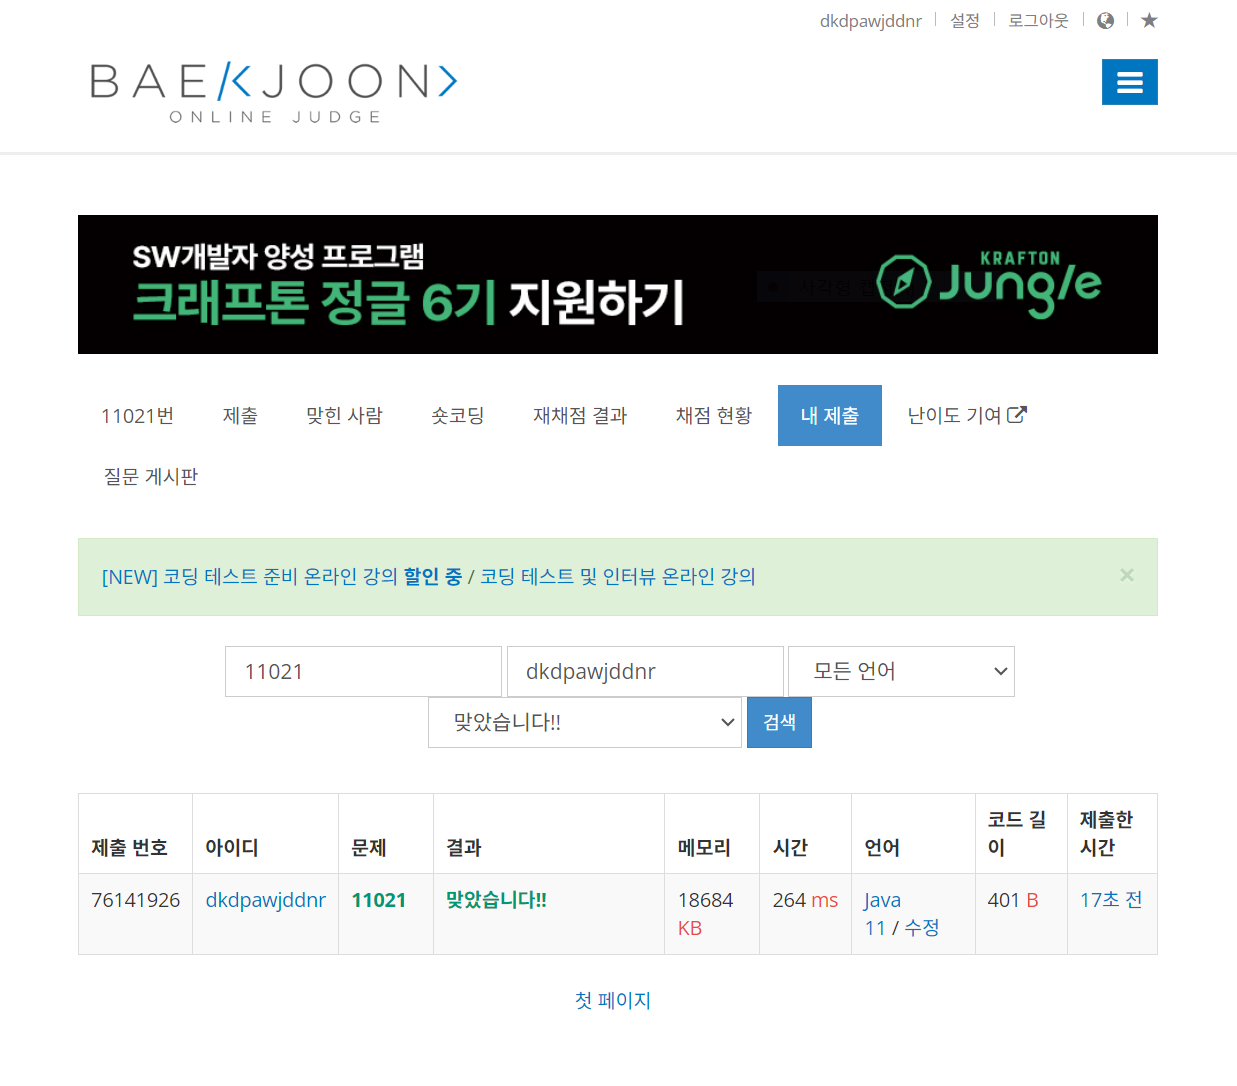 dkdpawjddnr 설정 로그아웃
BAEKJOON
ONLINE JUDGE
SW개발자 양성 프로그램
크래프톤 정글 6기 지원하기
KRAFTON
Jungle
11021번 제출 맞힌 사람 숏코딩 재채점 결과 채점 현황 내 제출 난이도 기여
질문 게시판
[NEW] 코딩 테스트 준비 온라인 강의 할인 중 / 코딩 테스트 및 인터뷰 온라인 강의 ×
11021 dkdpawjddnr 모든 언어
맞았습니다!! 검색
제출 번호 아이디 문제 결과 메모리 시간 언어 코드 길이 제출한 시간
76141926 dkdpawjddnr 11021 맞았습니다!! 18684 KB 264 ms Java 11 / 수정 401 B 17초 전
첫 페이지